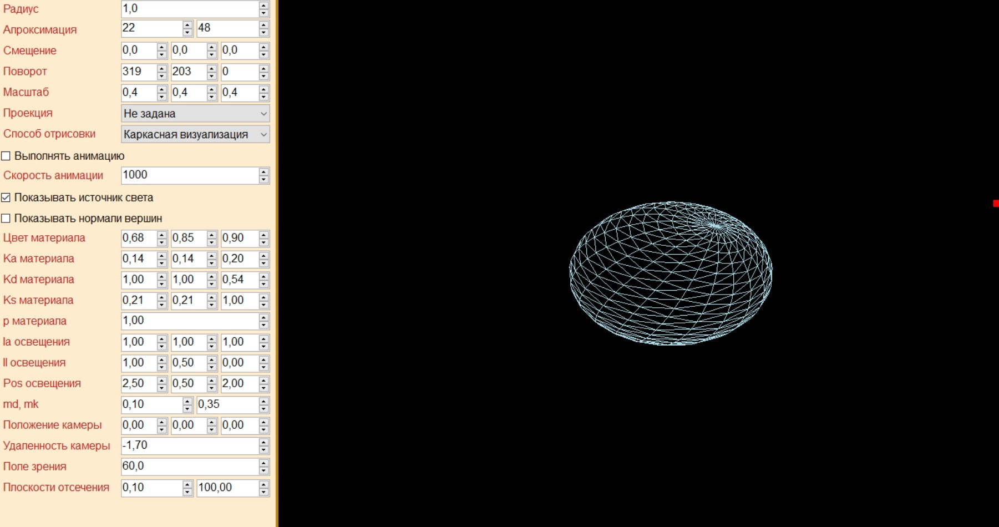 Радиус 1,0
Апроксимация 22 48
Смещение 0,0 0,0 0,0
Поворот 319 203 0
Масштаб 0,4 0,4 0,4
Проекция Не задана
Способ отрисовки Каркасная визуализация
Выполнять анимацию
Скорость анимации 1000
Показывать источник света
Показывать нормали вершин
Цвет материала 0,68 0,85 0,90
Ka материала 0,14 0,14 0,20
Kd материала 1,00 1,00 0,54
Ks материала 0,21 0,21 1,00
p материала 1,00
Ia освещения 1,00 1,00 1,00
Il освещения 1,00 0,50 0,00
Pos освещения 2,50 0,50 2,00
md, mk 0,10 0,35
Положение камеры 0,00 0,00 0,00
Удаленность камеры -1,70
Поле зрения 60,0
Плоскости отсечения 0,10 100,00